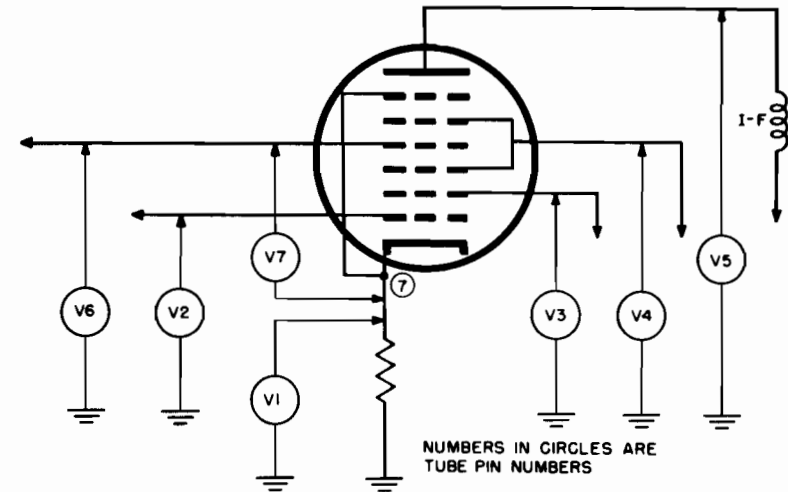 I-F
V7
7
V5
V6
V2
V3
V4
V1
NUMBERS IN CIRCLES ARE
TUBE PIN NUMBERS